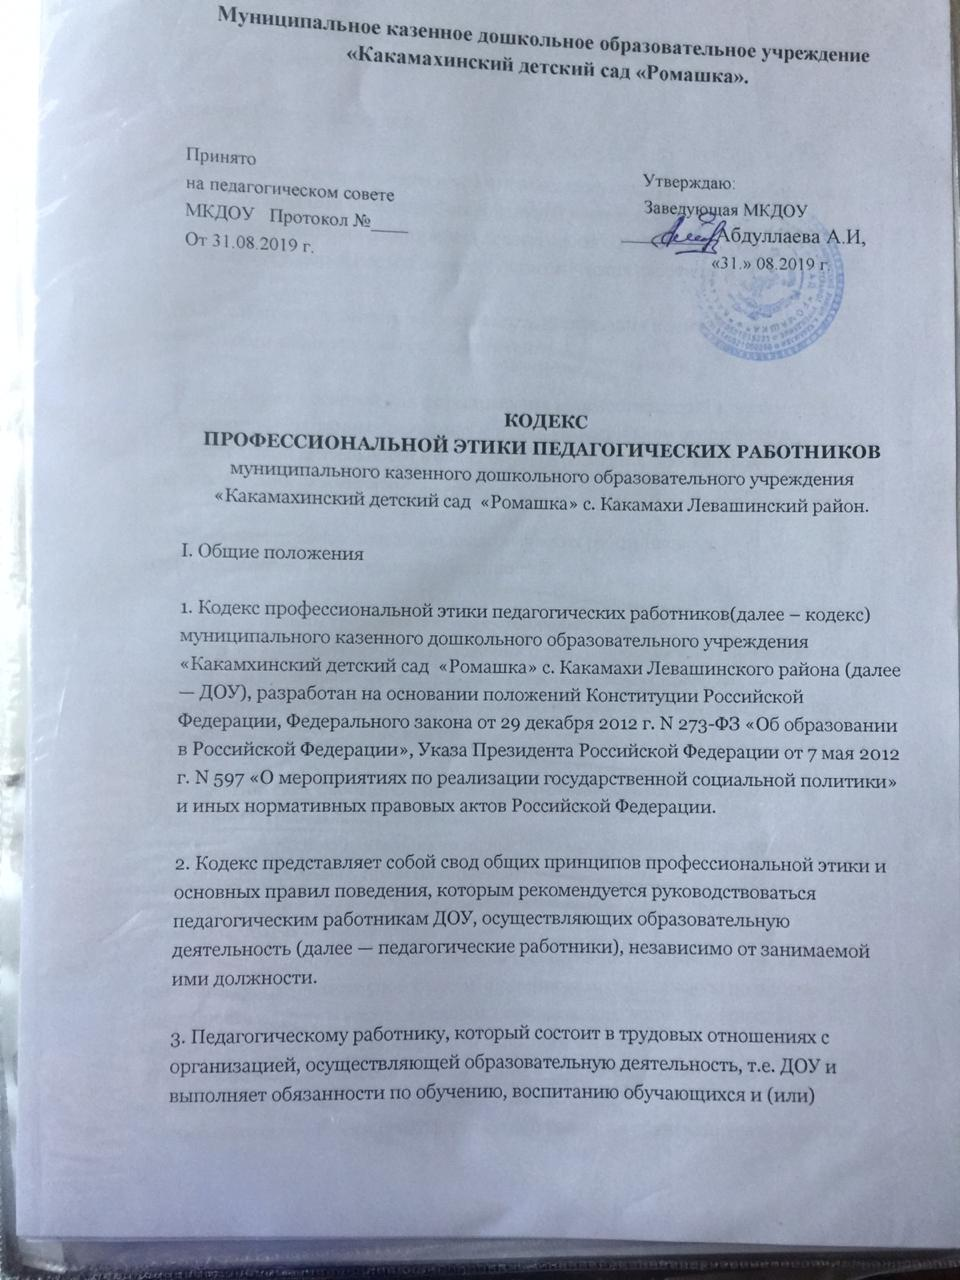 Муниципальное казенное дошкольное образовательное учреждение
«Какамахинский детский сад «Ромашка».
Принято
на педагогическом совете
МКДОУ Протокол №____
От 31.08.2019 г.
Утверждаю:
Заведующая МКДОУ
Абдуллаева А.И,
«31.» 08.2019 г.
КОДЕКС
ПРОФЕССИОНАЛЬНОЙ ЭТИКИ ПЕДАГОГИЧЕСКИХ РАБОТНИКОВ
муниципального казенного дошкольного образовательного учреждения
«Какамахинский детский сад «Ромашка» с. Какамахи Левашинский район.
I. Общие положения
1. Кодекс профессиональной этики педагогических работников(далее – кодекс)
муниципального казенного дошкольного образовательного учреждения
«Какамхинский детский сад «Ромашка» с. Какамахи Левашинского района (далее
— ДОУ), разработан на основании положений Конституции Российской
Федерации, Федерального закона от 29 декабря 2012 г. N 273-ФЗ «Об образовании
в Российской Федерации», Указа Президента Российской Федерации от 7 мая 2012
г. N 597 «О мероприятиях по реализации государственной социальной политики»
и иных нормативных правовых актов Российской Федерации.
2. Кодекс представляет собой свод общих принципов профессиональной этики и
основных правил поведения, которым рекомендуется руководствоваться
педагогическим работникам ДОУ, осуществляющих образовательную
деятельность (далее — педагогические работники), независимо от занимаемой
ими должности.
3. Педагогическому работнику, который состоит в трудовых отношениях с
организацией, осуществляющей образовательную деятельность, т.е. ДОУ и
выполняет обязанности по обучению, воспитанию обучающихся и (или)